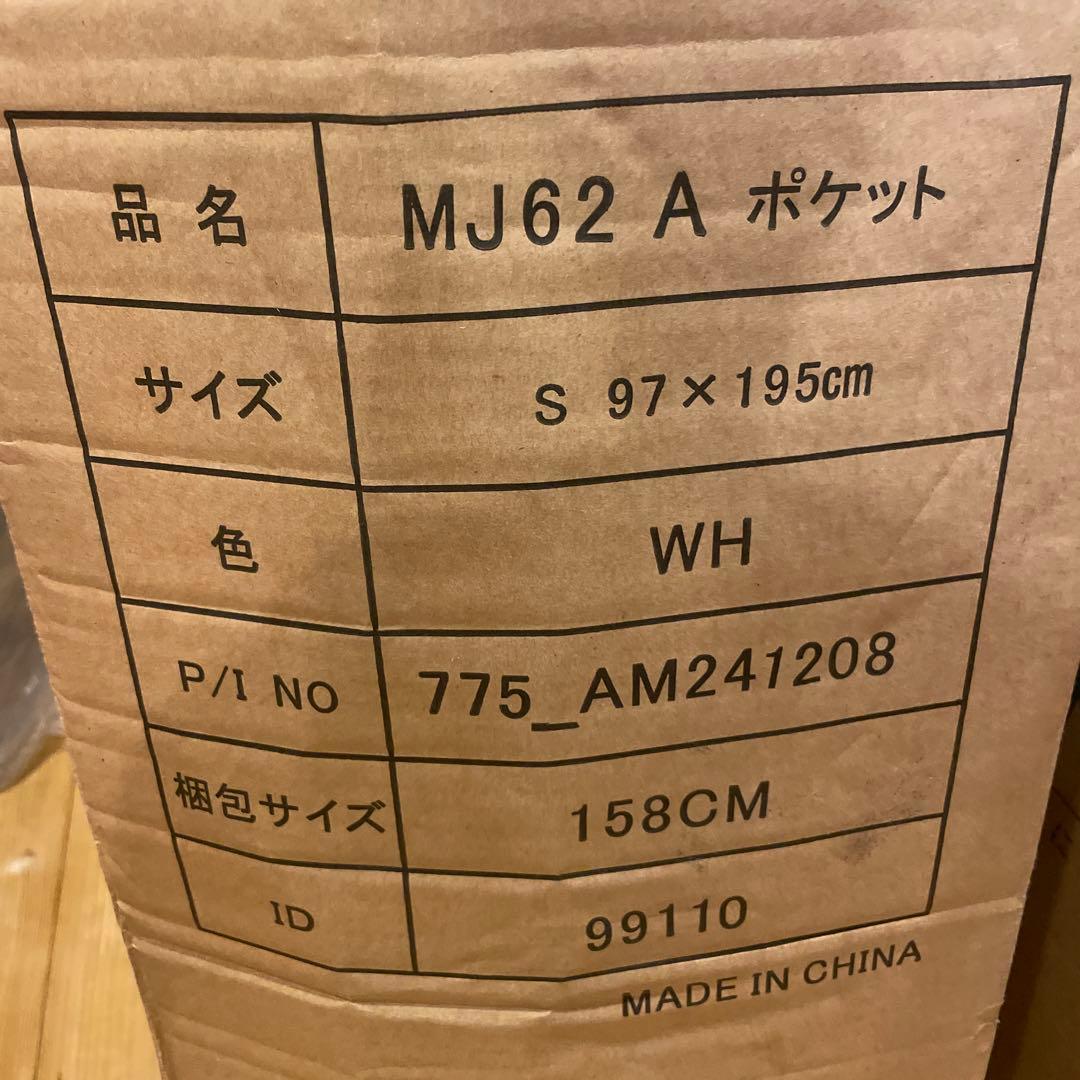 品名 MJ62 A ポケット
サイズ S 97×195cm
色 WH
P/I NO 775_AM241208
梱包サイズ 158CM
ID 99110
MADE IN CHINA